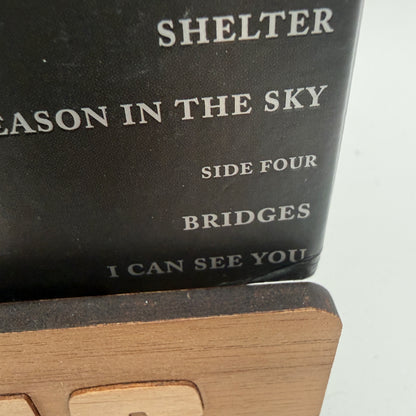 SHELTER
EASON IN THE SKY
SIDE FOUR
BRIDGES
I CAN SEE YOU